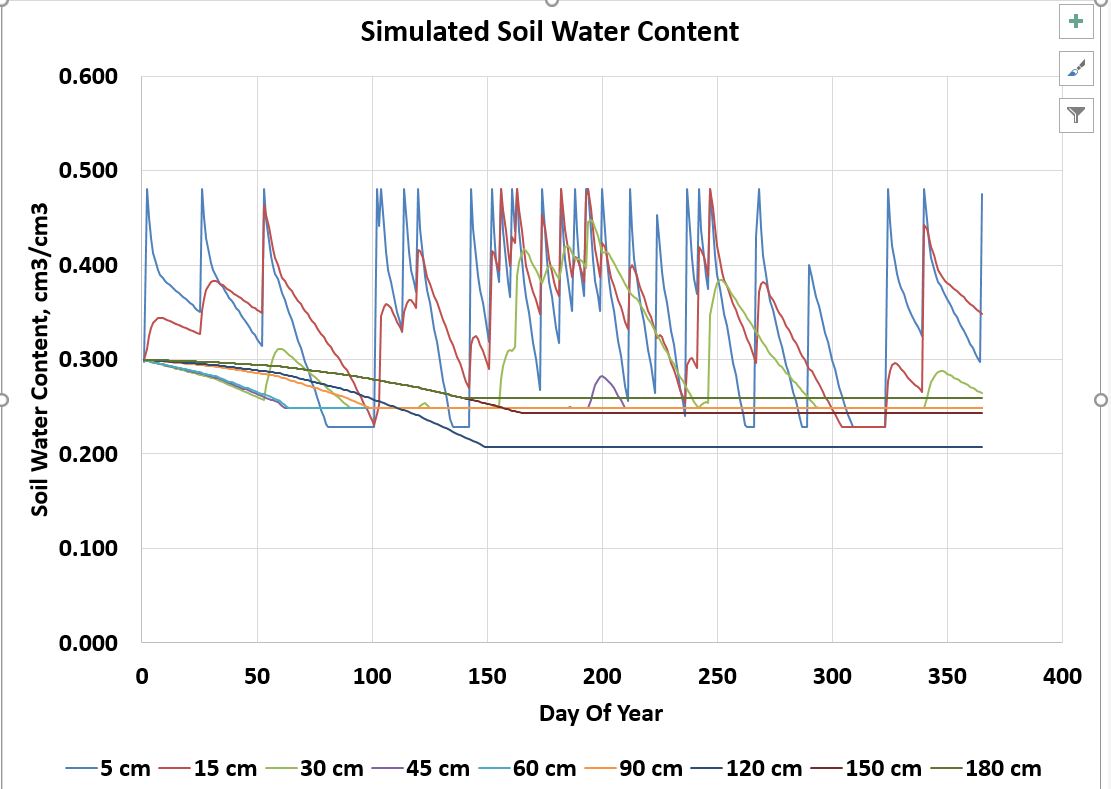 Simulated Soil Water Content
0.600
0.500
0.400
0.300
0.200
0.100
0.000
Soil Water Content, cm3/cm3
0 50 100 150 200 250 300 350 400
Day Of Year
5 cm 15 cm 30 cm 45 cm 60 cm 90 cm 120 cm 150 cm 180 cm